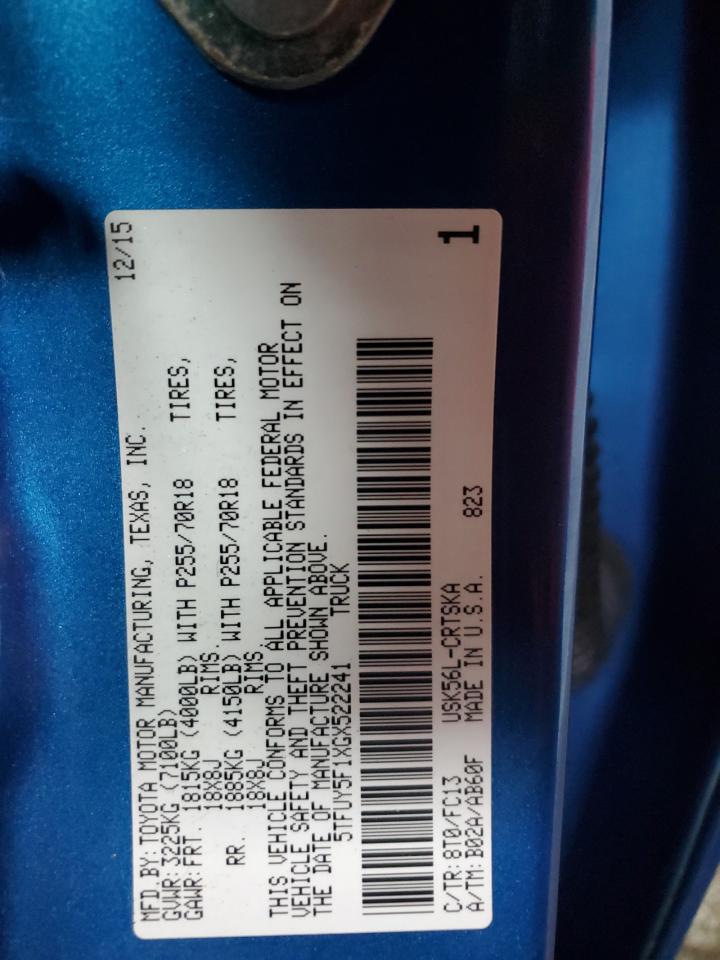 MFD.BY:TOYOTA MOTOR MANUFACTURING, TEXAS, INC. 12/15
GVWR:3225KG (7100LB)
GAWR:FRT. 1815KG (4000LB) WITH P255/70R18 TIRES,
18X8J RIMS.
RR. 1885KG (4150LB) WITH P255/70R18 TIRES,
18X8J RIMS.
THIS VEHICLE CONFORMS TO ALL APPLICABLE FEDERAL MOTOR
VEHICLE SAFETY AND THEFT PREVENTION STANDARDS IN EFFECT ON
THE DATE OF MANUFACTURE SHOWN ABOVE.
5TFUY5F1XGX522241 TRUCK
C/TR:8T0/FC13 USK56L-CRTSKA 1
A/TM:B02A/AB60F MADE IN U.S.A. 823